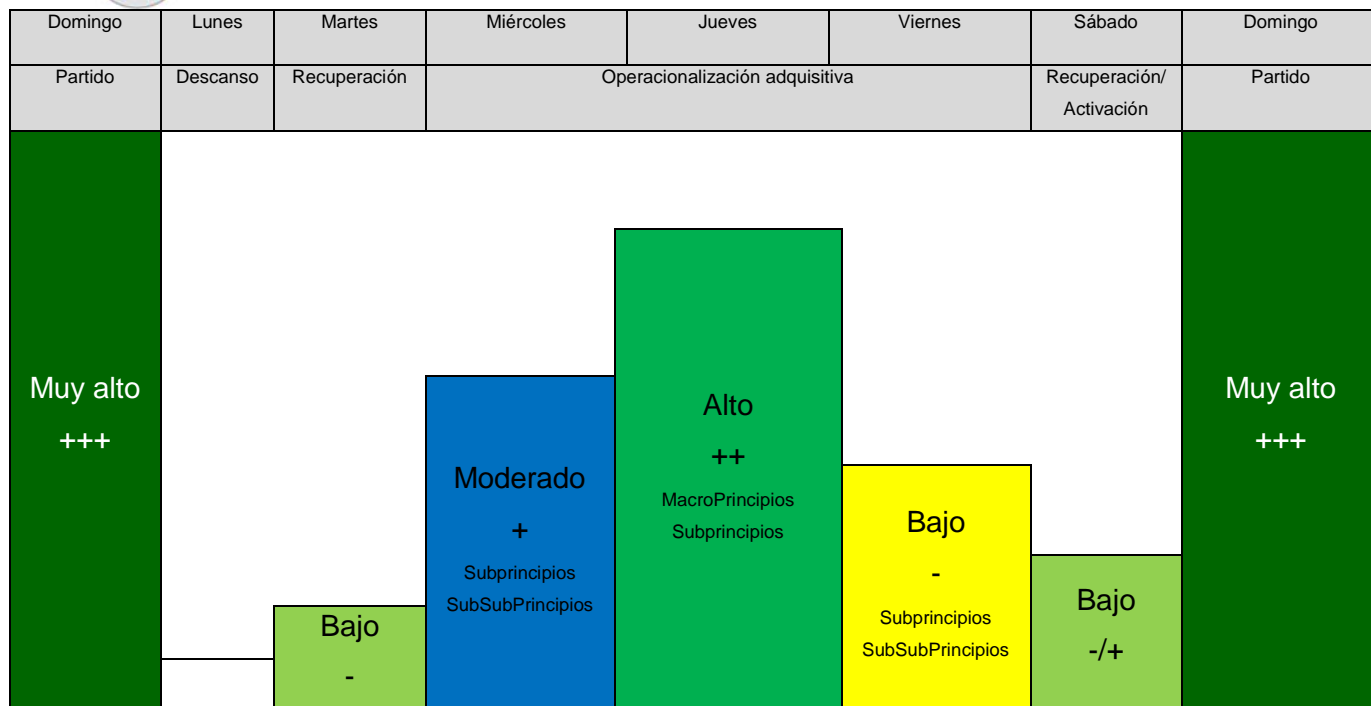 Domingo Lunes Martes Miércoles Jueves Viernes Sábado Domingo
Partido Descanso Recuperación Operacionalización adquisitiva Recuperación/ Partido
Activación
Muy alto
+++
Bajo
-
Moderado
+
Subprincipios
SubSubPrincipios
Alto
++
MacroPrincipios
Subprincipios
Bajo
-
Subprincipios
SubSubPrincipios
Bajo
-/+
Muy alto
+++